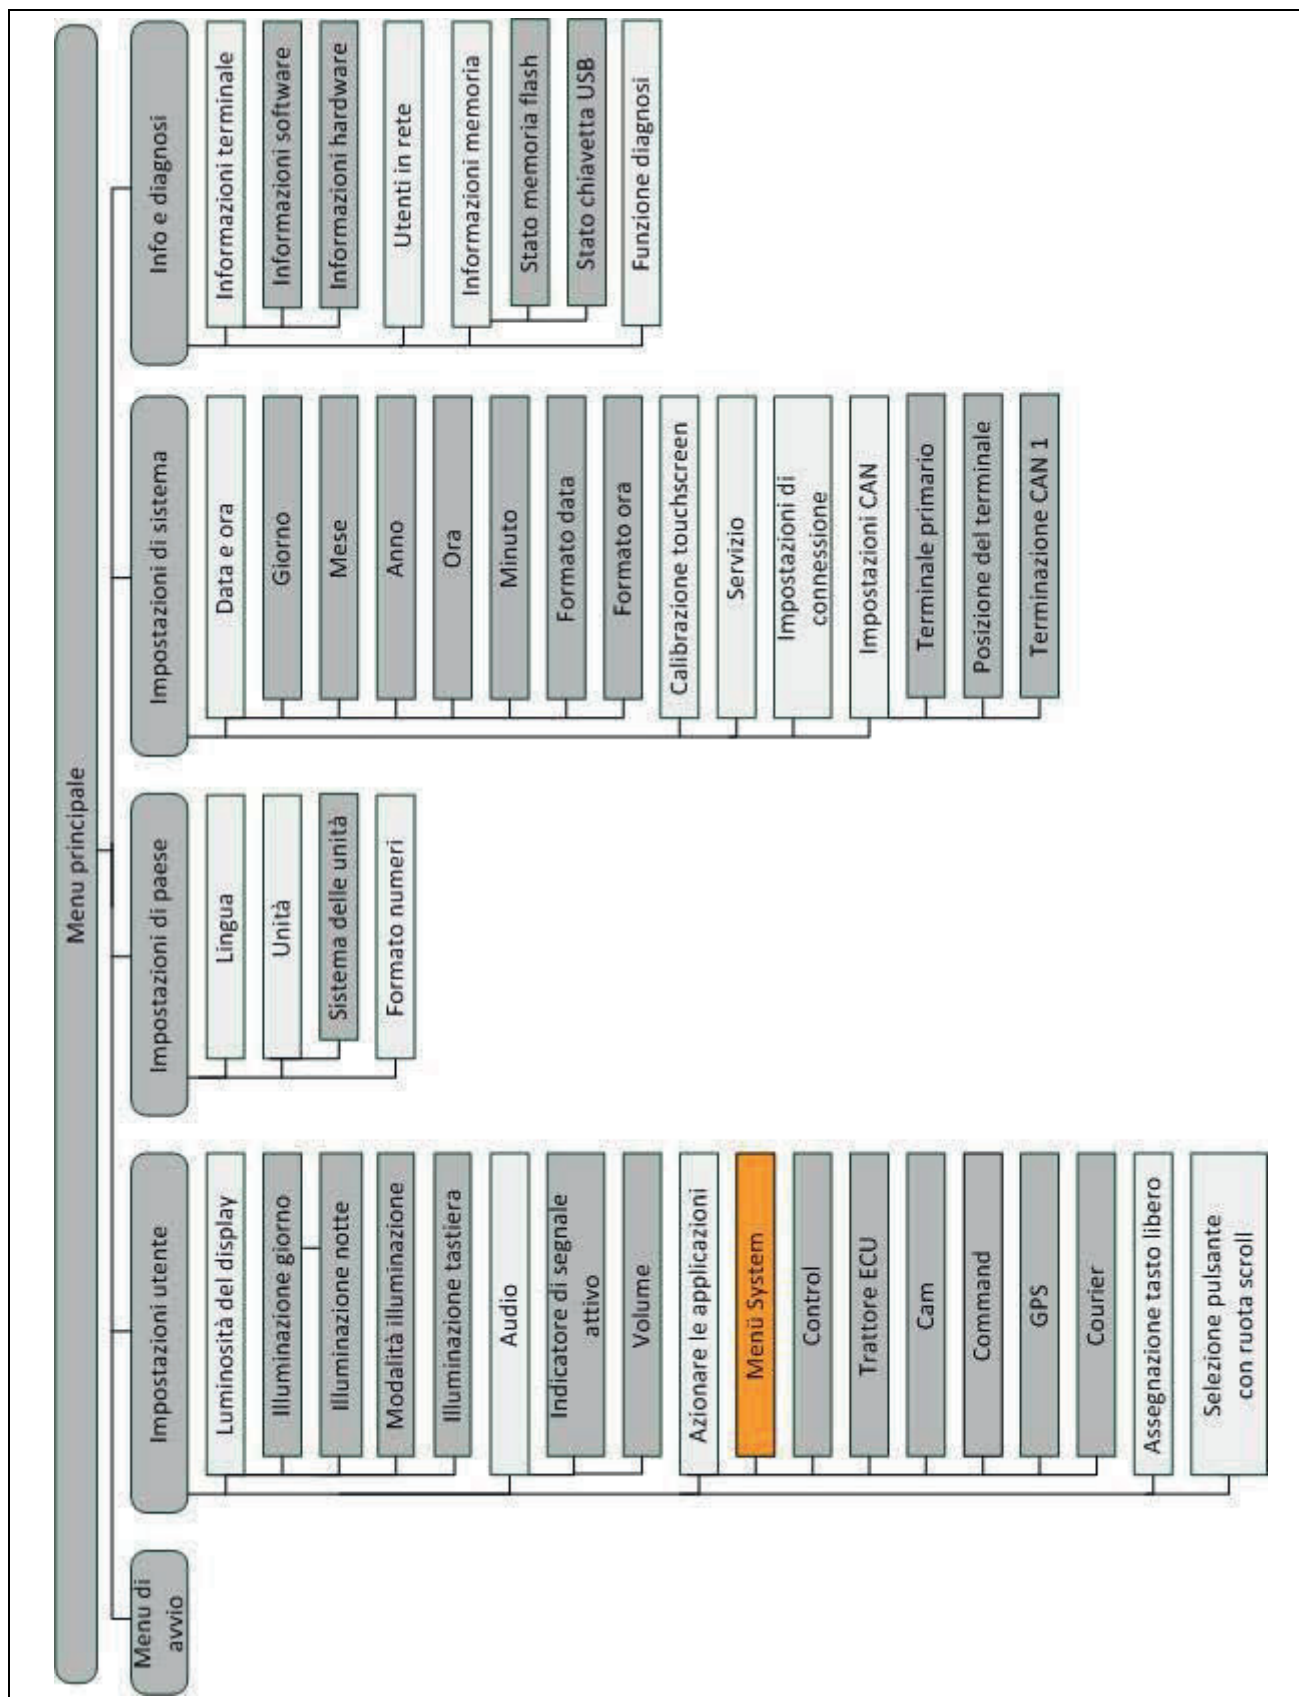 Menu principale
Menu di
avvio
Impostazioni utente
Luminosità del display
Illuminazione giorno
Illuminazione notte
Modalità illuminazione
Illuminazione tastiera
Audio
Indicatore di segnale
attivo
Volume
Azionare le applicazioni
Menü System
Control
Trattore ECU
Cam
Command
GPS
Courier
Assegnazione tasto libero
Selezione pulsante
con ruota scroll
Impostazioni di paese
Lingua
Unità
Sistema delle unità
Formato numeri
Impostazioni di sistema
Data e ora
Giorno
Mese
Anno
Ora
Minuto
Formato data
Formato ora
Calibrazione touchscreen
Servizio
Impostazioni di
connessione
Impostazioni CAN
Terminale primario
Posizione del terminale
Terminazione CAN 1
Info e diagnosi
Informazioni terminale
Informazioni software
Informazioni hardware
Utenti in rete
Informazioni memoria
Stato memoria flash
Stato chiavetta USB
Funzione diagnosi